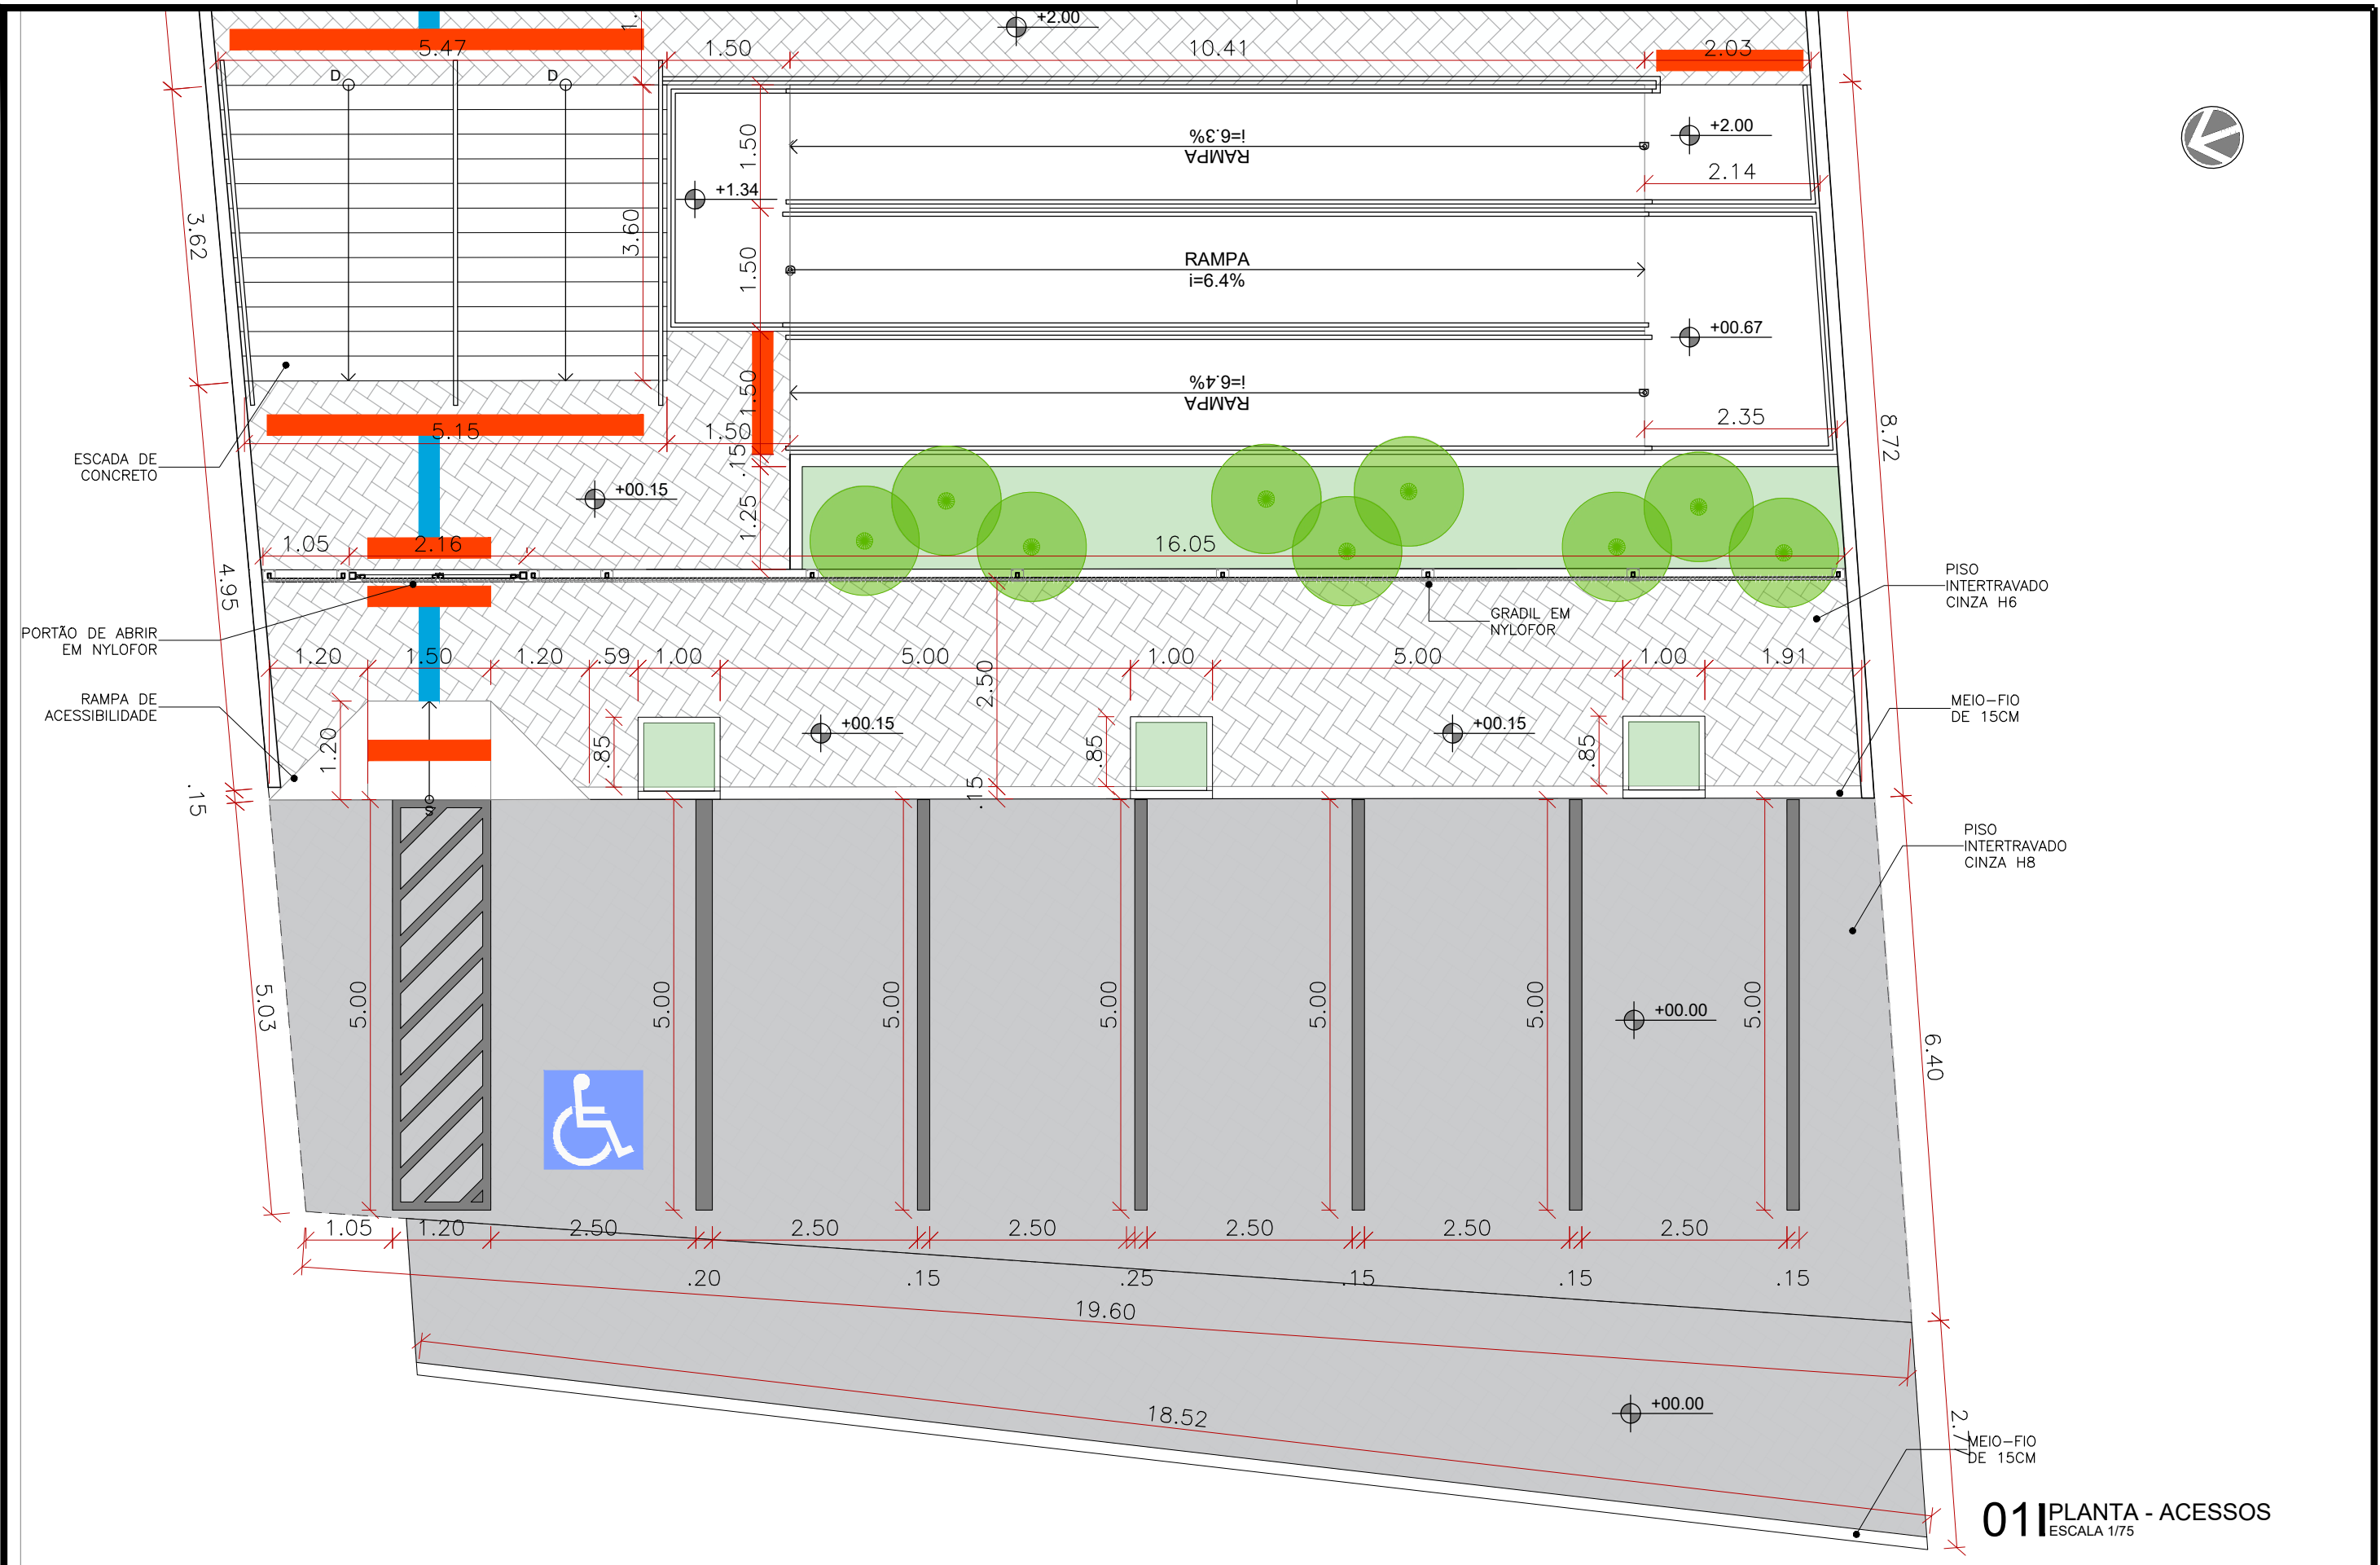 1.
+2.00
5.47
1.50
10.41
2.03
D
D
i=6.3%
RAMPA
+2.00
1.50
2.14
+1.34
3.62
3.60
1.50
RAMPA
i=6.4%
+00.67
i=6.4%
RAMPA
1.50
2.35
8.72
5.15
1.50
.15
ESCADA DE
CONCRETO
+00.15
1.25
1.05
2.16
16.05
4.95
PISO
INTERTRAVADO
CINZA H6
GRADIL EM
NYLOFOR
PORTÃO DE ABRIR
EM NYLOFOR
1.20
1.50
1.20
.59
1.00
5.00
1.00
5.00
1.00
1.91
2.50
RAMPA DE
ACESSIBILIDADE
MEIO-FIO
DE 15CM
1.20
.85
+00.15
.85
+00.15
.85
.15
.15
S
PISO
INTERTRAVADO
CINZA H8
5.03
5.00
5.00
5.00
5.00
5.00
5.00
5.00
+00.00
6.40
1.05
1.20
2.50
2.50
2.50
2.50
2.50
2.50
.20
.15
.25
.15
.15
.15
19.60
18.52
+00.00
MEIO-FIO
DE 15CM
01 PLANTA - ACESSOS
ESCALA 1/75